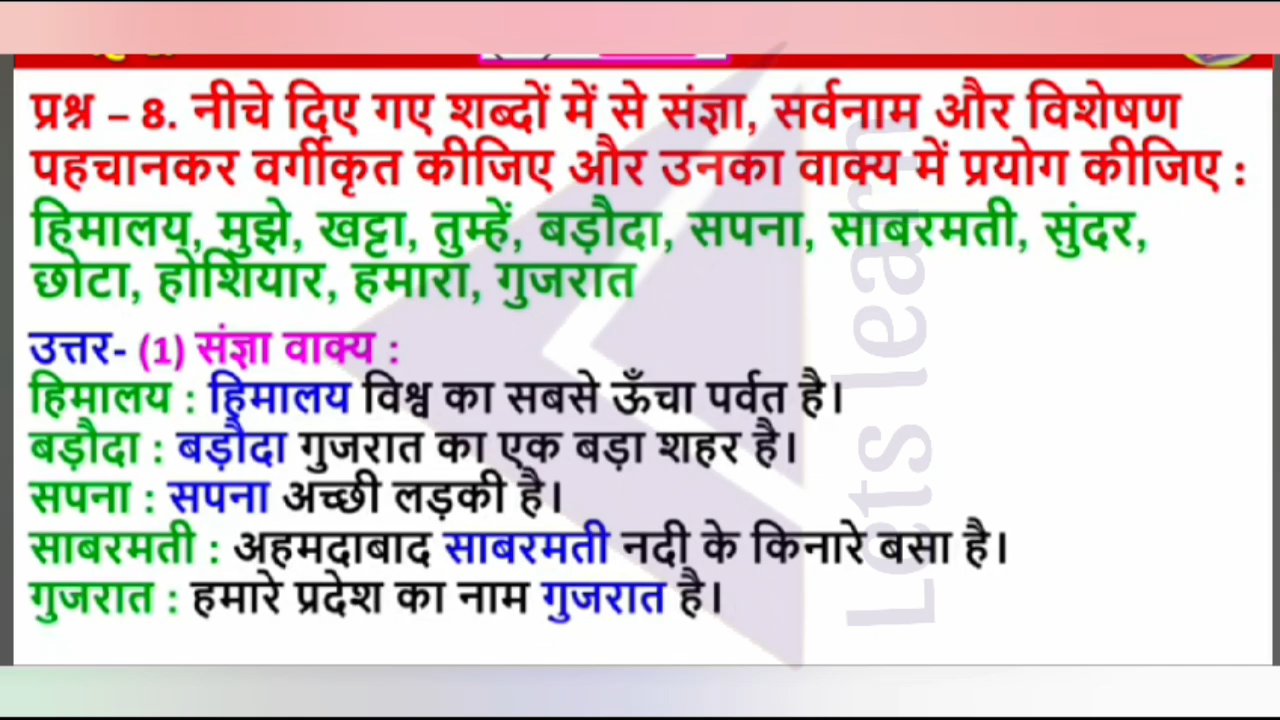 प्रश्न – 8. नीचे दिए गए शब्दों में से संज्ञा, सर्वनाम और विशेषण
पहचानकर वर्गीकृत कीजिए और उनका वाक्य में प्रयोग कीजिए :
हिमालय, मुझे, खट्टा, तुम्हें, बड़ौदा, सपना, साबरमती, सुंदर,
छोटा, होशियार, हमारा, गुजरात
उत्तर- (1) संज्ञा वाक्य :
हिमालय : हिमालय विश्व का सबसे ऊँचा पर्वत है।
बड़ौदा : बड़ौदा गुजरात का एक बड़ा शहर है।
सपना : सपना अच्छी लड़की है।
साबरमती : अहमदाबाद साबरमती नदी के किनारे बसा है।
गुजरात : हमारे प्रदेश का नाम गुजरात है।
Lets learn